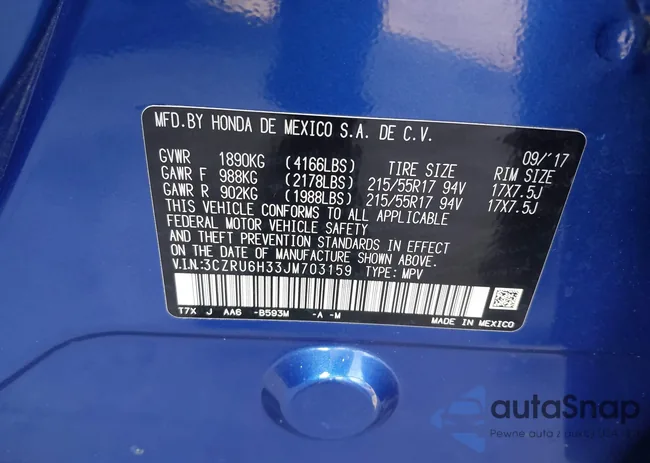 MFD.BY HONDA DE MEXICO S.A. DE C.V.
09/'17
GVWR 1890KG (4166LBS) TIRE SIZE RIM SIZE
GAWR F 988KG (2178LBS) 215/55R17 94V 17X7.5J
GAWR R 902KG (1988LBS) 215/55R17 94V 17X7.5J
THIS VEHICLE CONFORMS TO ALL APPLICABLE
FEDERAL MOTOR VEHICLE SAFETY
AND THEFT PREVENTION STANDARDS IN EFFECT
ON THE DATE OF MANUFACTURE SHOWN ABOVE.
V.I.N.:3CZRU6H33JM703159 TYPE: MPV
T7X J AA6 -B593M -A -M
MADE IN MEXICO
autaSnap
Pewne auta z